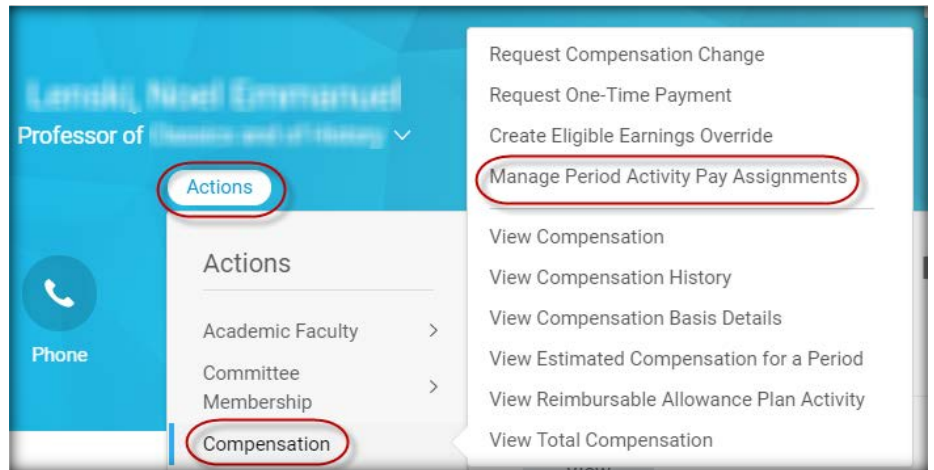 Professor of
Actions
Phone
Actions
Academic Faculty
Committee
Membership
Compensation
Request Compensation Change
Request One-Time Payment
Create Eligible Earnings Override
Manage Period Activity Pay Assignments
View Compensation
View Compensation History
View Compensation Basis Details
View Estimated Compensation for a Period
View Reimbursable Allowance Plan Activity
View Total Compensation